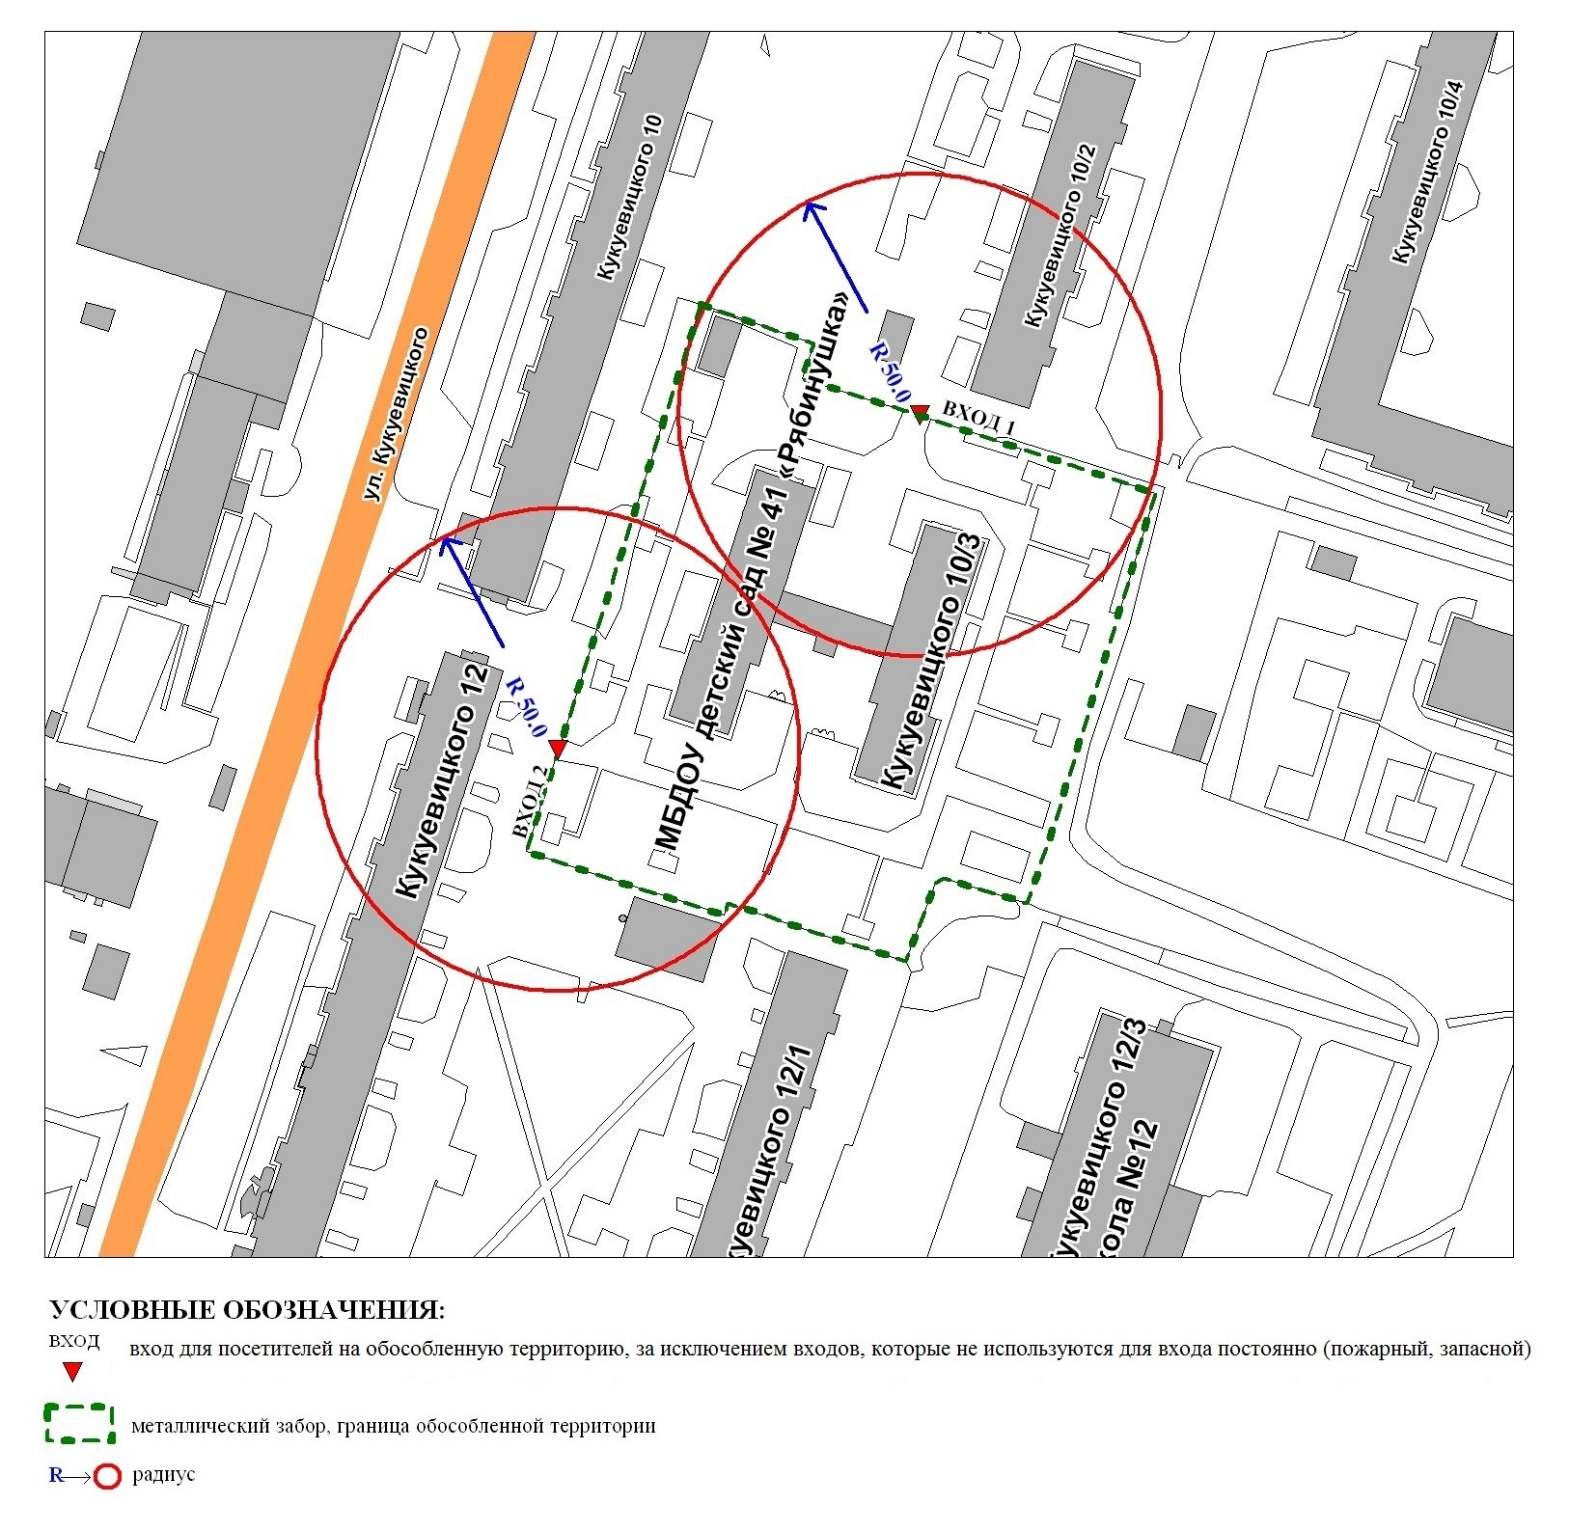 Кукуевицкого 10
Кукуевицкого 10/2
Кукуевицкого 10/4
ул. Кукуевицкого
R 50.0
ВХОД 1
МБДОУ детский сад № 41 «Рябинушка»
Кукуевицкого 10/3
Кукуевицкого 12
R 50.0
ВХОД 2
уевицкого 12/1
укуевицкого 12/3
кола №12
УСЛОВНЫЕ ОБОЗНАЧЕНИЯ:
ВХОД
вход для посетителей на обособленную территорию, за исключением входов, которые не используются для входа постоянно (пожарный, запасной)
металлический забор, граница обособленной территории
R
радиус